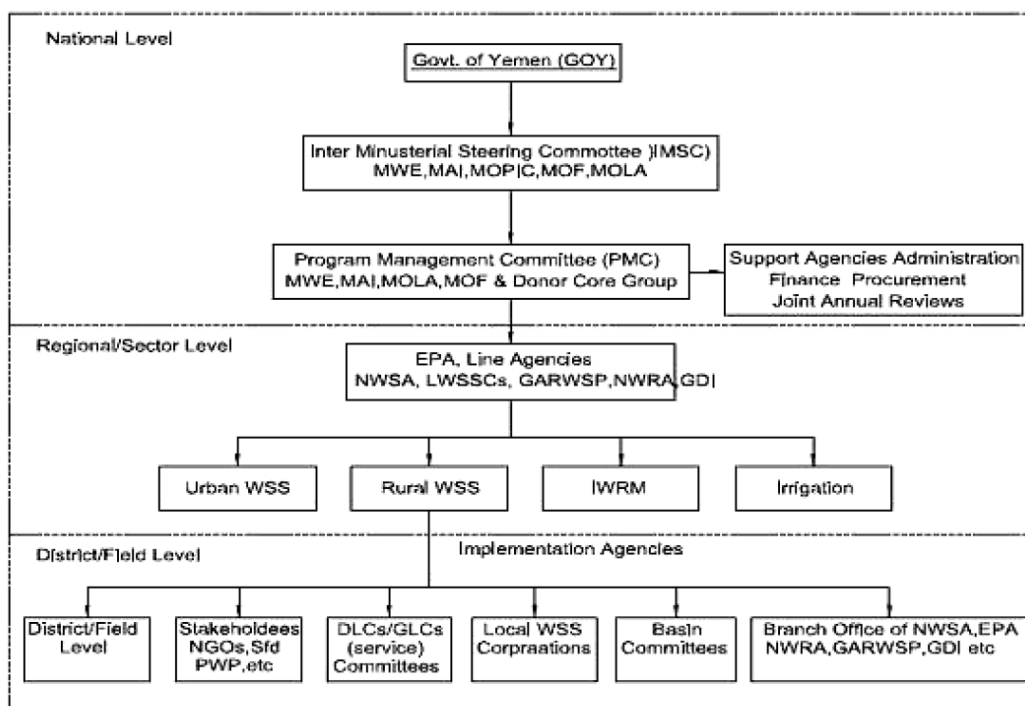 National Level
Govt. of Yemen (GOY)
Inter Minusterial Steering Commottee )IMSC)
MWE,MAI,MOPIC,MOF,MOLA
Program Management Committee (PMC)
MWE,MAI,MOLA,MOF & Donor Core Group
Support Agencies Administration
Finance Procurement
Joint Annual Reviews
Regional/Sector Level
EPA, Line Agencies
NWSA, LWSSCs, GARWSP,NWRA,GDI
Urban WSS
Rural WSS
IWRM
Irrigation
District/Field Level
Implementation Agencies
District/Field
Level
Stakeholdees
NGOs,Sfd
PWP,etc
DLCs/GLCs
(service)
Committees
Local WSS
Corpraations
Basin
Committees
Branch Office of NWSA,EPA
NWRA,GARWSP,GDI etc